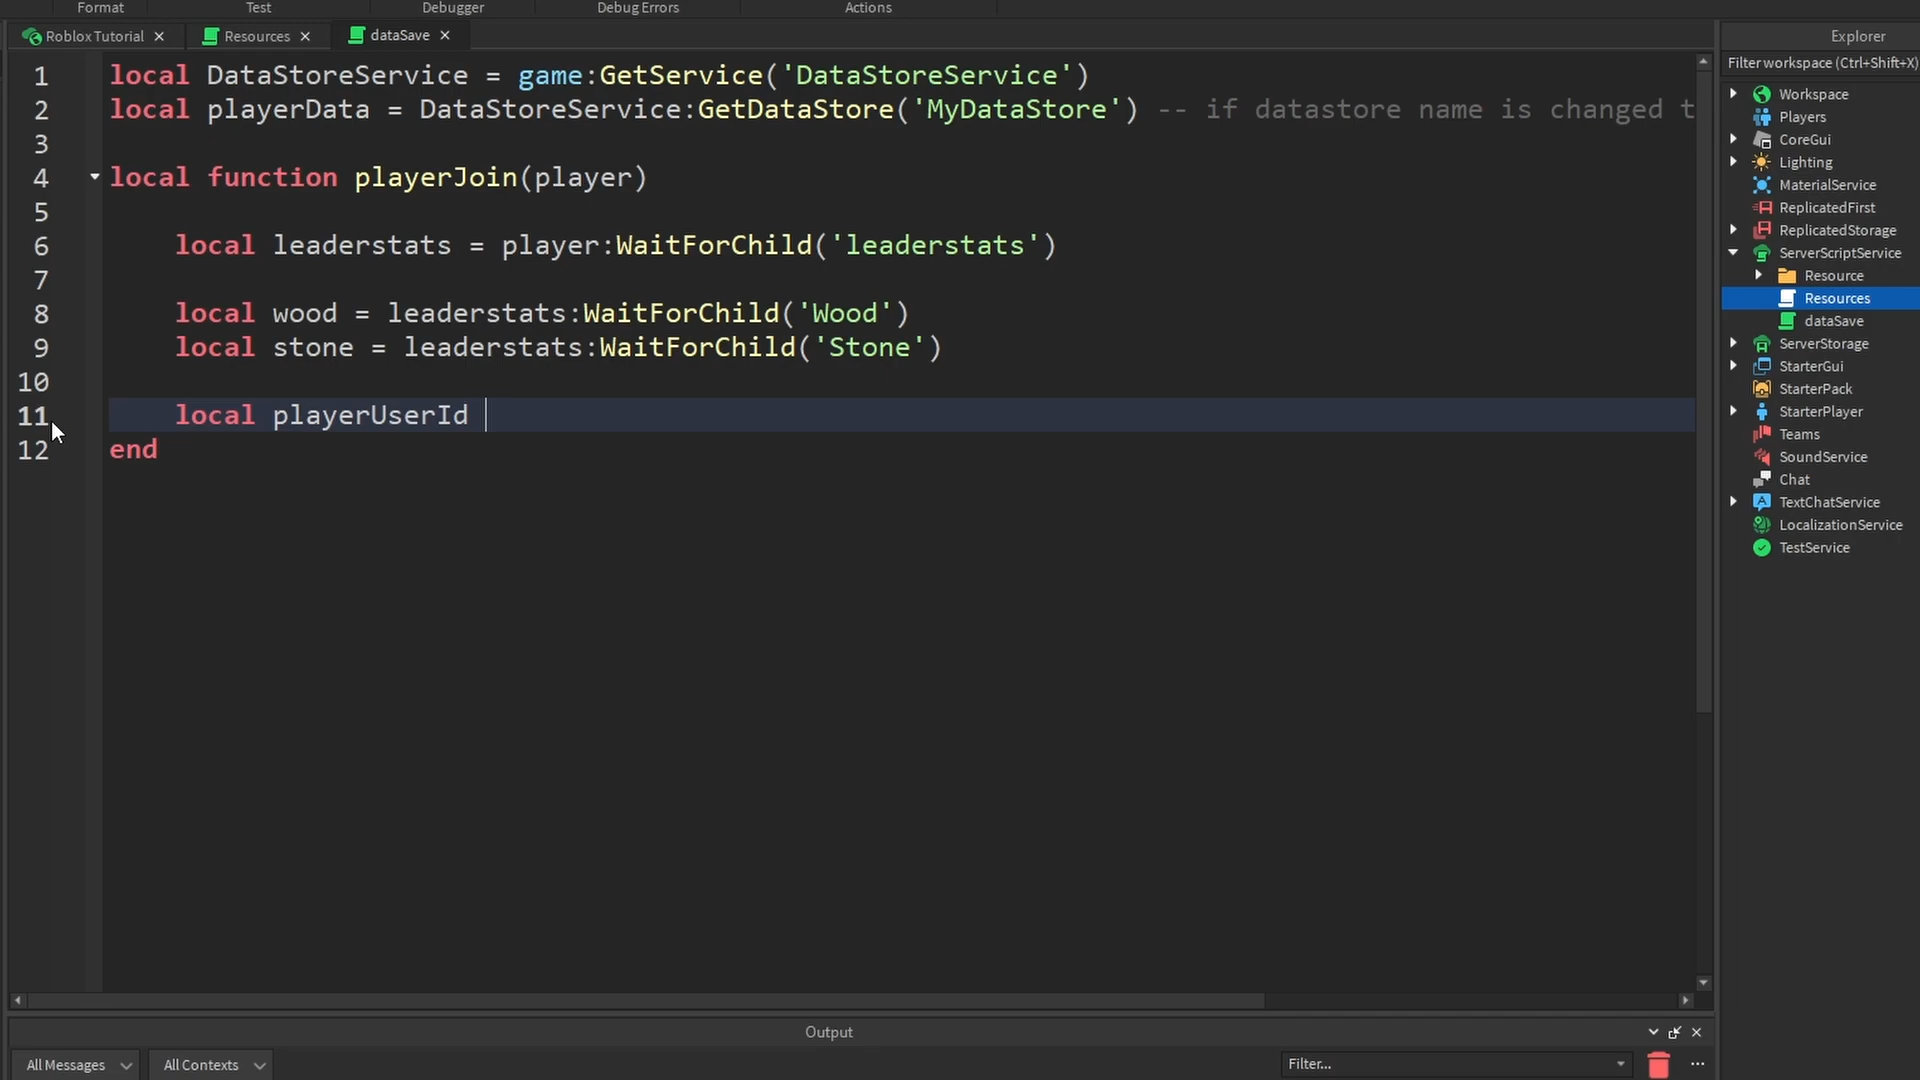 Format Test Debugger Debug Errors Actions
Roblox Tutorial Resources dataSave
1 local DataStoreService = game:GetService('DataStoreService')
2 local playerData = DataStoreService:GetDataStore('MyDataStore') -- if datastore name is changed t
3
4 local function playerJoin(player)
5
6 local leaderstats = player:WaitForChild('leaderstats')
7
8 local wood = leaderstats:WaitForChild('Wood')
9 local stone = leaderstats:WaitForChild('Stone')
10
11 local playerUserId
12 end
Explorer
Filter workspace (Ctrl+Shift+X)
Workspace
Players
CoreGui
Lighting
MaterialService
ReplicatedFirst
ReplicatedStorage
ServerScriptService
Resource
Resources
dataSave
ServerStorage
StarterGui
StarterPack
StarterPlayer
Teams
SoundService
Chat
TextChatService
LocalizationService
TestService
Output
All Messages All Contexts Filter...